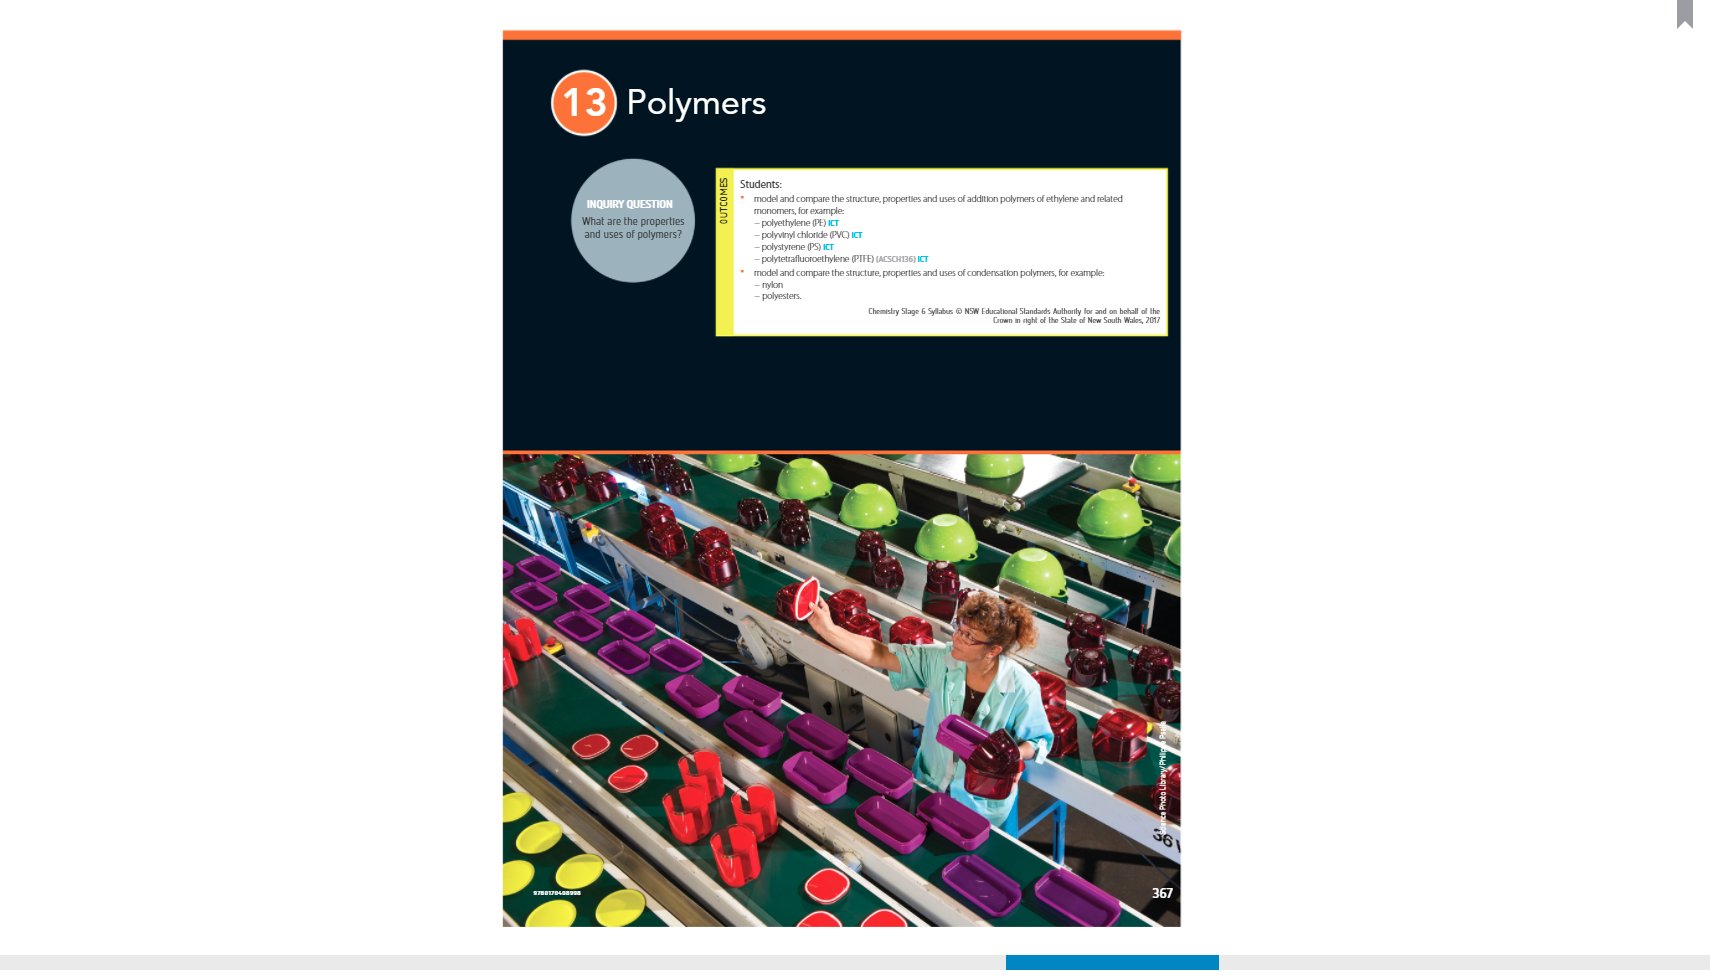 13 Polymers
INQUIRY QUESTION
What are the properties
and uses of polymers?
OUTCOMES
Students:
• model and compare the structure, properties and uses of addition polymers of ethylene and related
monomers, for example:
– polyethylene (PE) ICT
– polyvinyl chloride (PVC) ICT
– polystyrene (PS) ICT
– polytetrafluoroethylene (PTFE) (ACSCH136) ICT
• model and compare the structure, properties and uses of condensation polymers, for example:
– nylon
– polyesters.
Chemistry Stage 6 Syllabus © NSW Educational Standards Authority for and on behalf of the
Crown in right of the State of New South Wales, 2017
Science Photo Library/Philippe Psaila
9780170408998
367